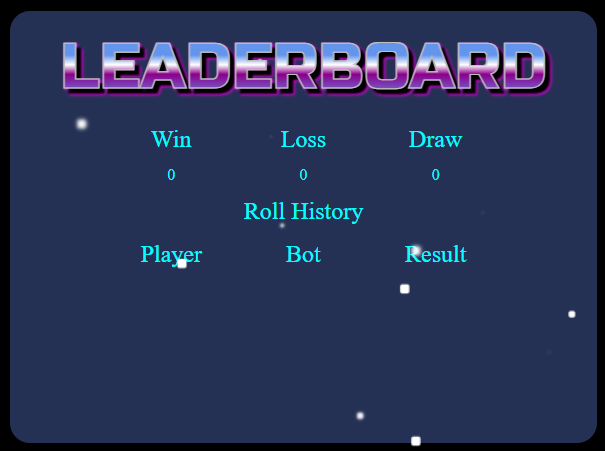 LEADERBOARD
Win Loss Draw
0 0 0
Roll History
Player Bot Result